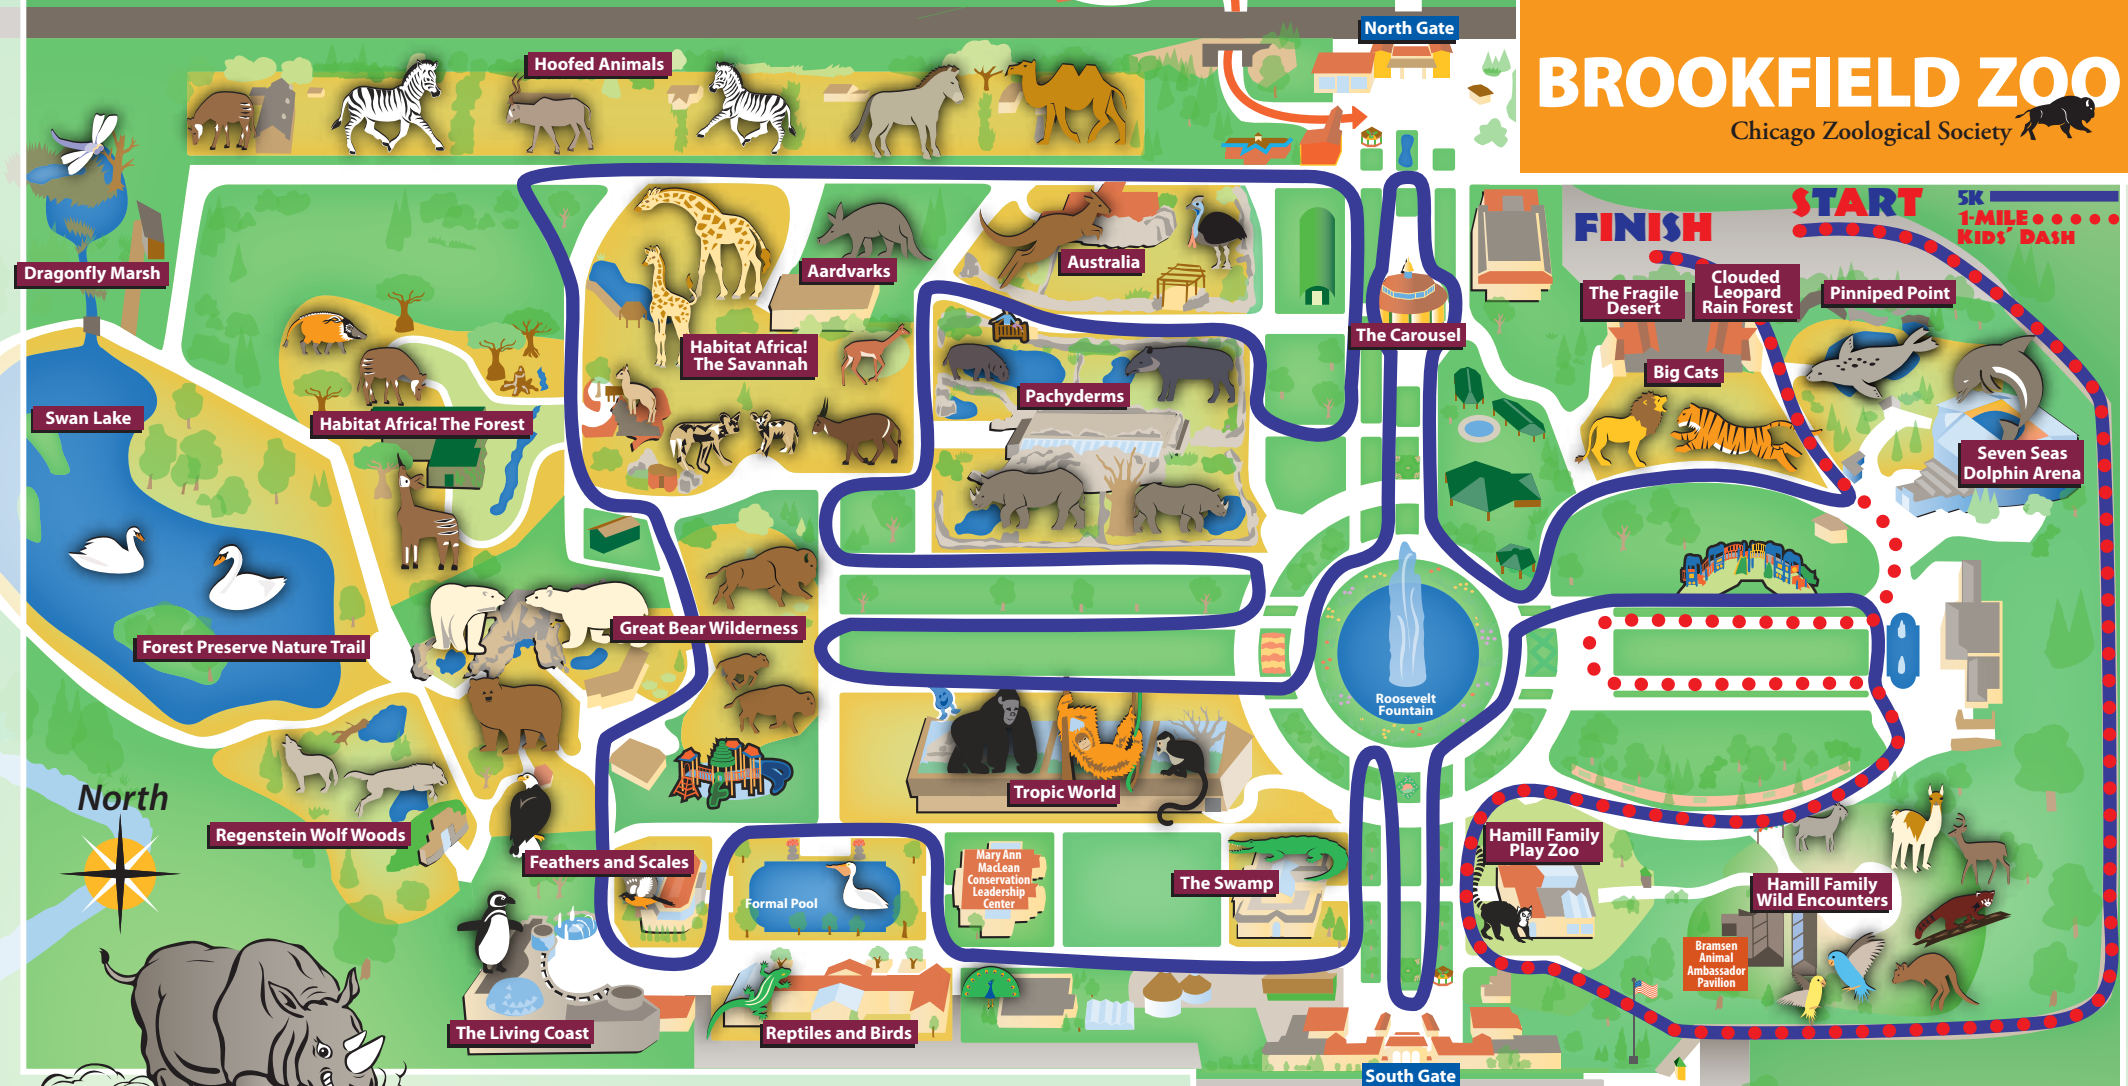 North Gate
BROOKFIELD ZOO
Chicago Zoological Society
Hoofed Animals
START
5K
1-MILE
KIDS' DASH
FINISH
Dragonfly Marsh
Aardvarks
Australia
The Fragile
Desert
Clouded
Leopard
Rain Forest
Pinniped Point
The Carousel
Habitat Africa!
The Savannah
Big Cats
Pachyderms
Swan Lake
Habitat Africa! The Forest
Seven Seas
Dolphin Arena
Great Bear Wilderness
Forest Preserve Nature Trail
Roosevelt
Fountain
North
Tropic World
Regenstein Wolf Woods
Hamill Family
Play Zoo
Feathers and Scales
Mary Ann
MacLean
Conservation
Leadership
Center
The Swamp
Formal Pool
Hamill Family
Wild Encounters
Bramsen
Animal
Ambassador
Pavilion
The Living Coast
Reptiles and Birds
South Gate